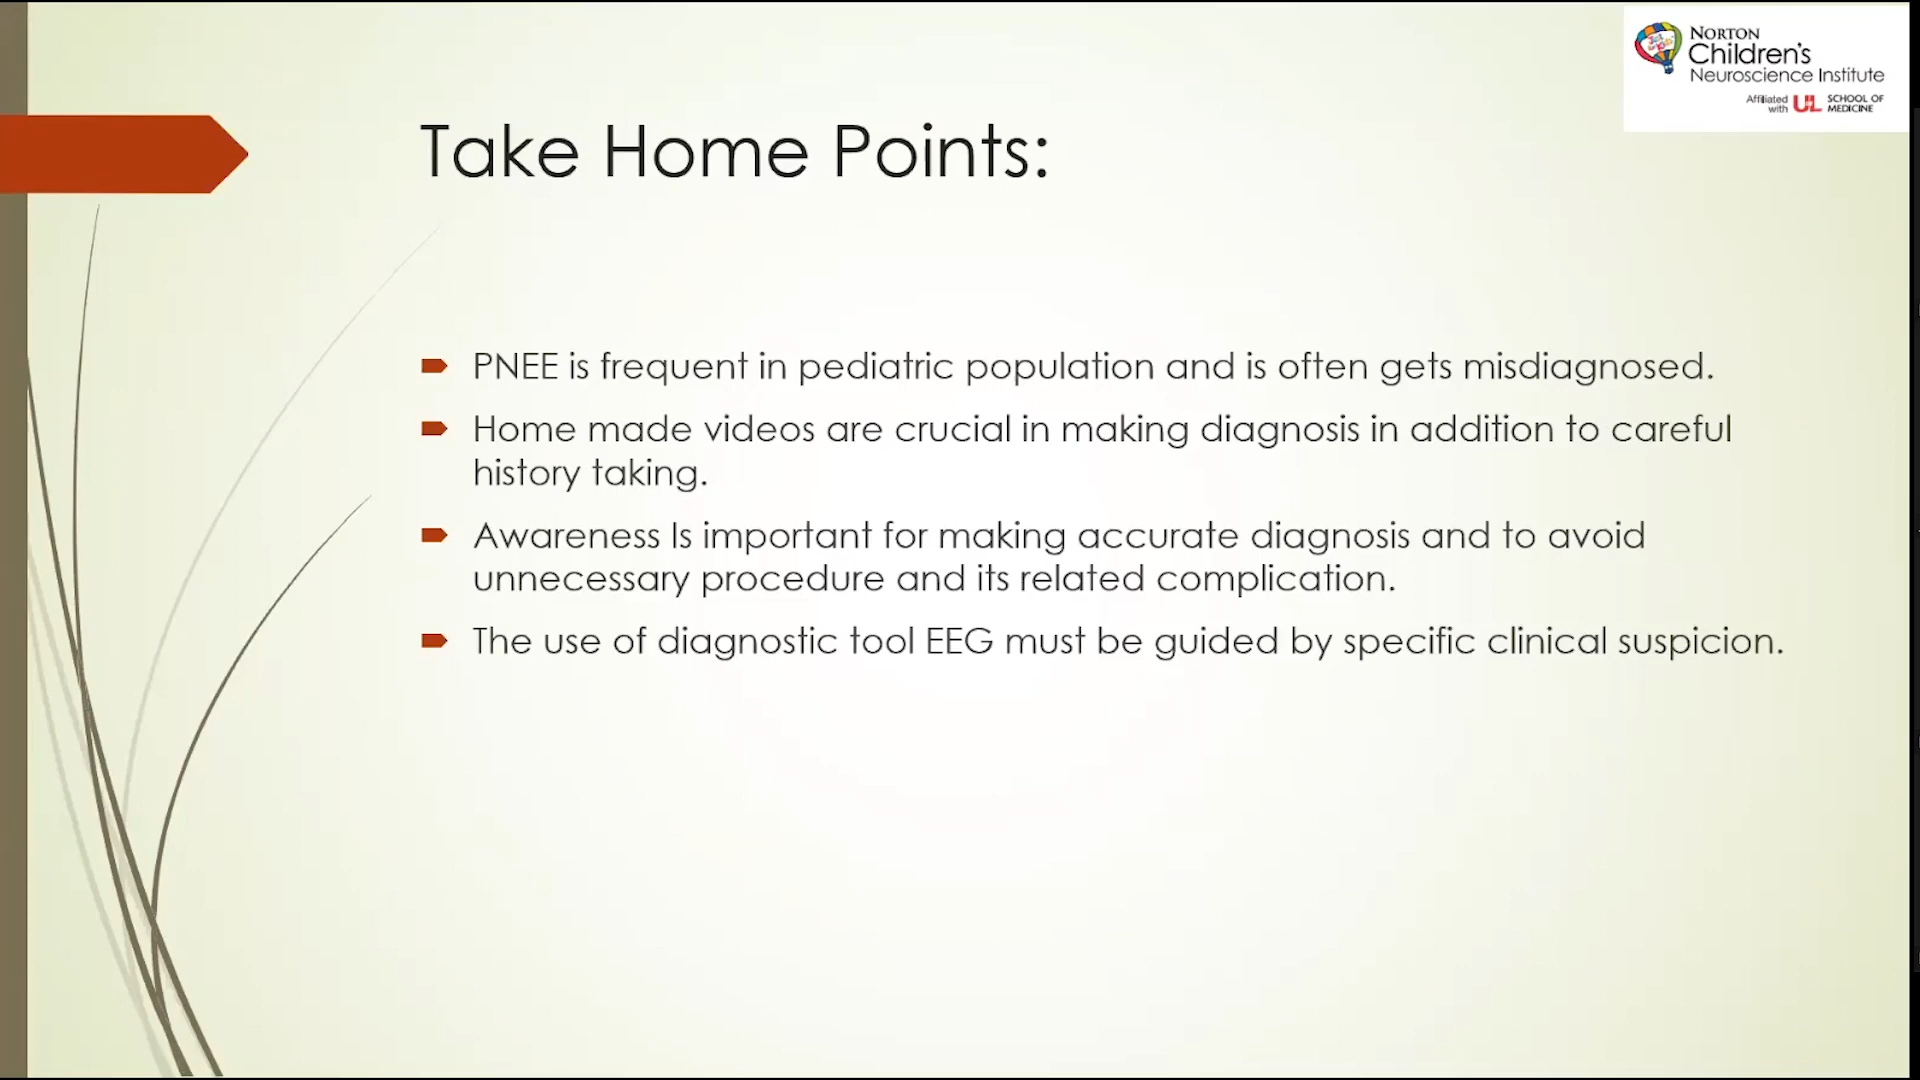 NORTON
Children's
Neuroscience Institute
Affiliated with UL SCHOOL OF MEDICINE
Take Home Points:
PNEE is frequent in pediatric population and is often gets misdiagnosed.
Home made videos are crucial in making diagnosis in addition to careful
history taking.
Awareness Is important for making accurate diagnosis and to avoid
unnecessary procedure and its related complication.
The use of diagnostic tool EEG must be guided by specific clinical suspicion.